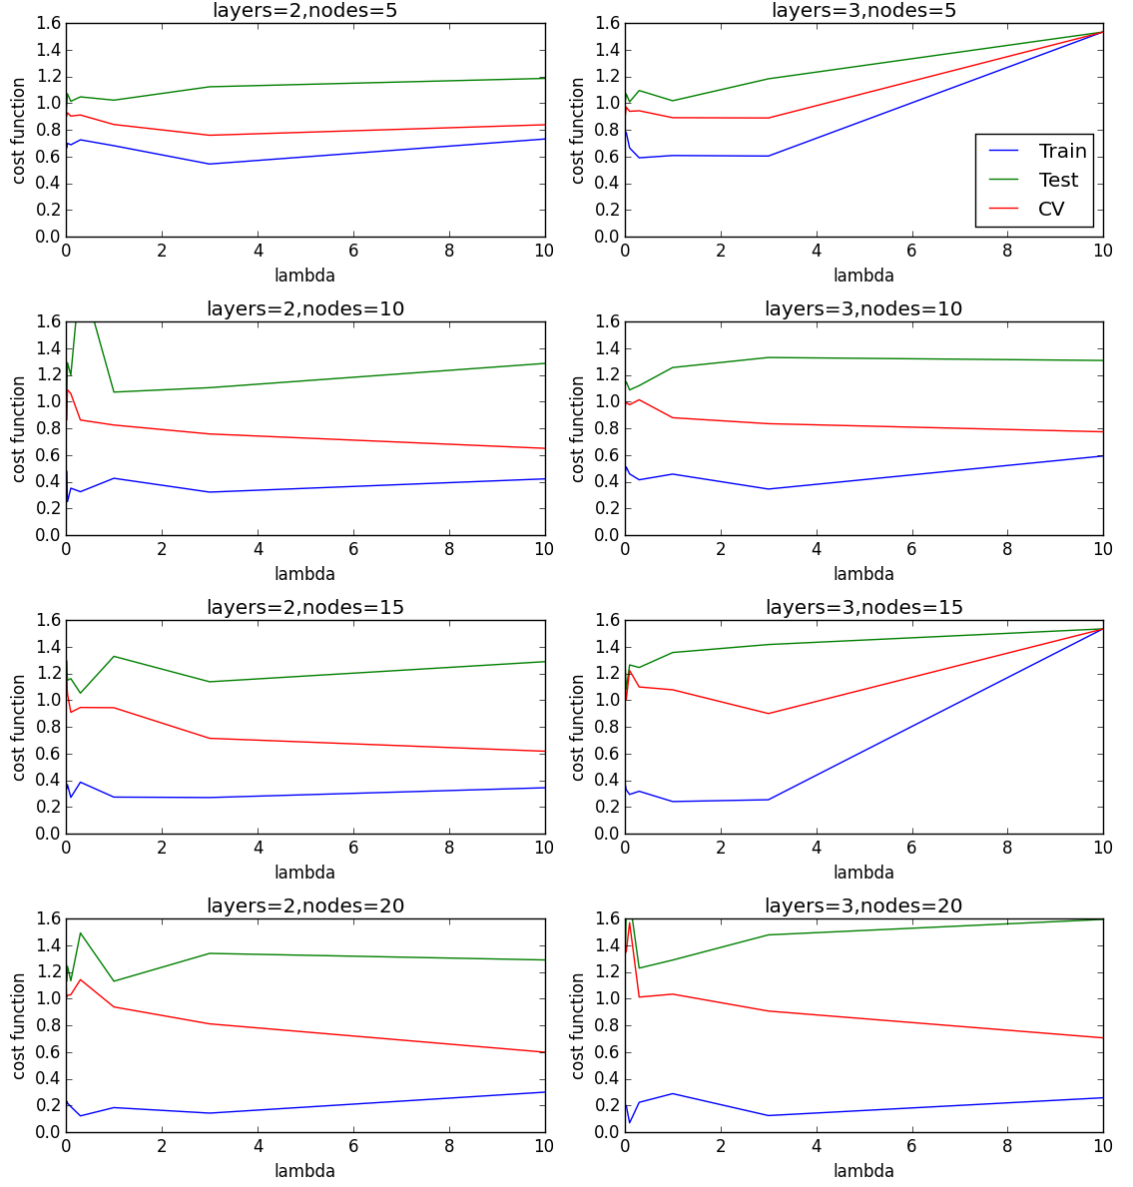 layers=2,nodes=5
cost function
1.6
1.4
1.2
1.0
0.8
0.6
0.4
0.2
0.0
0 2 4 6 8 10
lambda
layers=3,nodes=5
cost function
1.6
1.4
1.2
1.0
0.8
0.6
0.4
0.2
0.0
Train
Test
CV
0 2 4 6 8 10
lambda
layers=2,nodes=10
cost function
1.6
1.4
1.2
1.0
0.8
0.6
0.4
0.2
0.0
0 2 4 6 8 10
lambda
layers=3,nodes=10
cost function
1.6
1.4
1.2
1.0
0.8
0.6
0.4
0.2
0.0
0 2 4 6 8 10
lambda
layers=2,nodes=15
cost function
1.6
1.4
1.2
1.0
0.8
0.6
0.4
0.2
0.0
0 2 4 6 8 10
lambda
layers=3,nodes=15
cost function
1.6
1.4
1.2
1.0
0.8
0.6
0.4
0.2
0.0
0 2 4 6 8 10
lambda
layers=2,nodes=20
cost function
1.6
1.4
1.2
1.0
0.8
0.6
0.4
0.2
0.0
0 2 4 6 8 10
lambda
layers=3,nodes=20
cost function
1.6
1.4
1.2
1.0
0.8
0.6
0.4
0.2
0.0
0 2 4 6 8 10
lambda